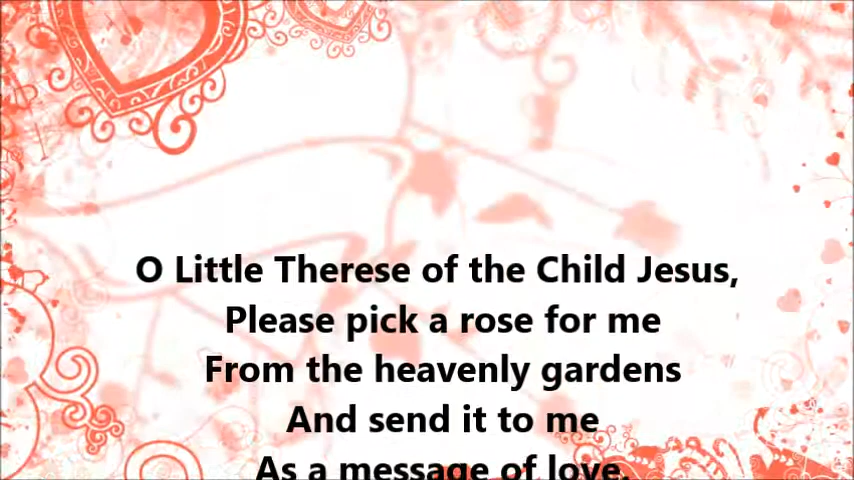 O Little Therese of the Child Jesus,
Please pick a rose for me
From the heavenly gardens
And send it to me
As a message of love.